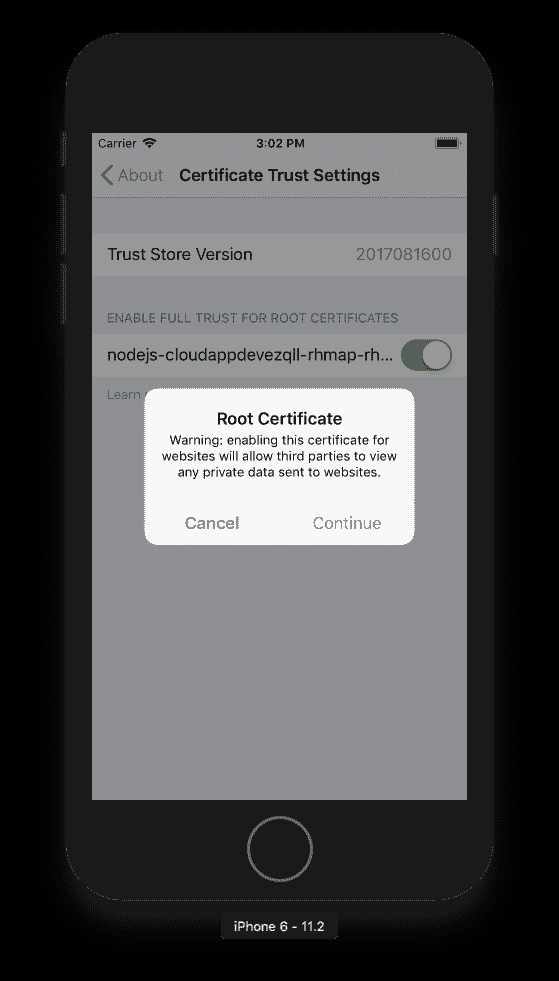 Carrier 3:02 PM
About Certificate Trust Settings
Trust Store Version 2017081600
ENABLE FULL TRUST FOR ROOT CERTIFICATES
nodejs-cloudappdevezqll-rhmap-rh...
Learn
Root Certificate
Warning: enabling this certificate for
websites will allow third parties to view
any private data sent to websites.
Cancel Continue
iPhone 6 - 11.2